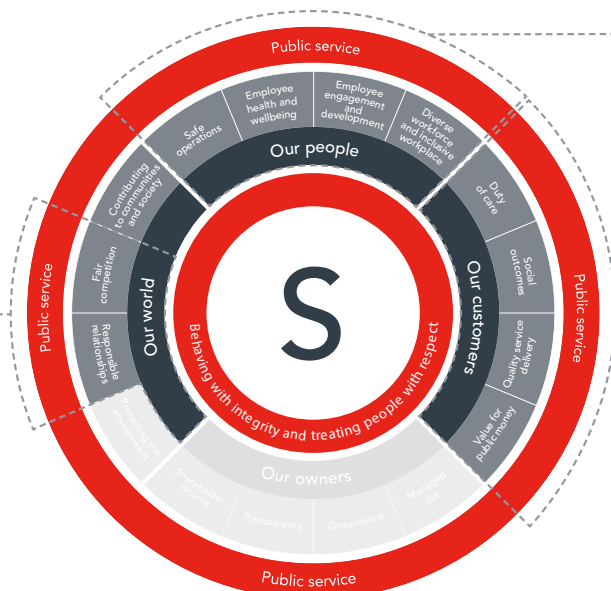 Public service
Employee
health and
wellbeing
Employee
engagement
and
development
Safe
operations
Diverse
workforce
and inclusive
workplace
Our people
Contributing
to communities
and society
Duty
of care
Fair
competition
Our world
Social
outcomes
Our customers
Public service
Public service
S
Responsible
relationships
Quality service
delivery
Behaving with integrity and treating people with respect
Protecting the
environment
Value for
public money
Our owners
Shareholder
returns
Transparency
Governance
Managed
risk
Public service